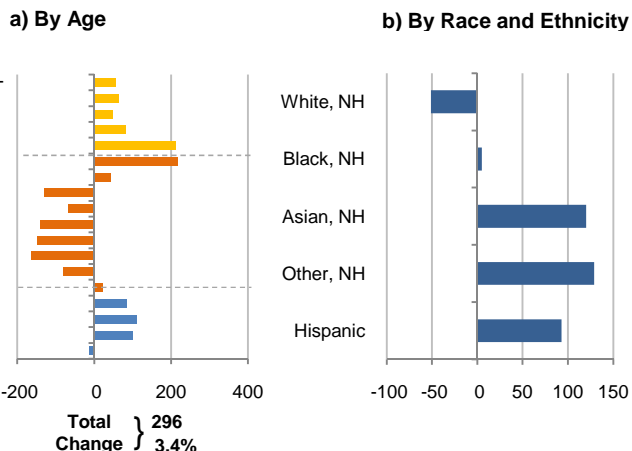 a) By Age
b) By Race and Ethnicity
White, NH
Black, NH
Asian, NH
Other, NH
Hispanic
-200 0 200 400
-100 -50 0 50 100 150
Total Change } 296
3.4%